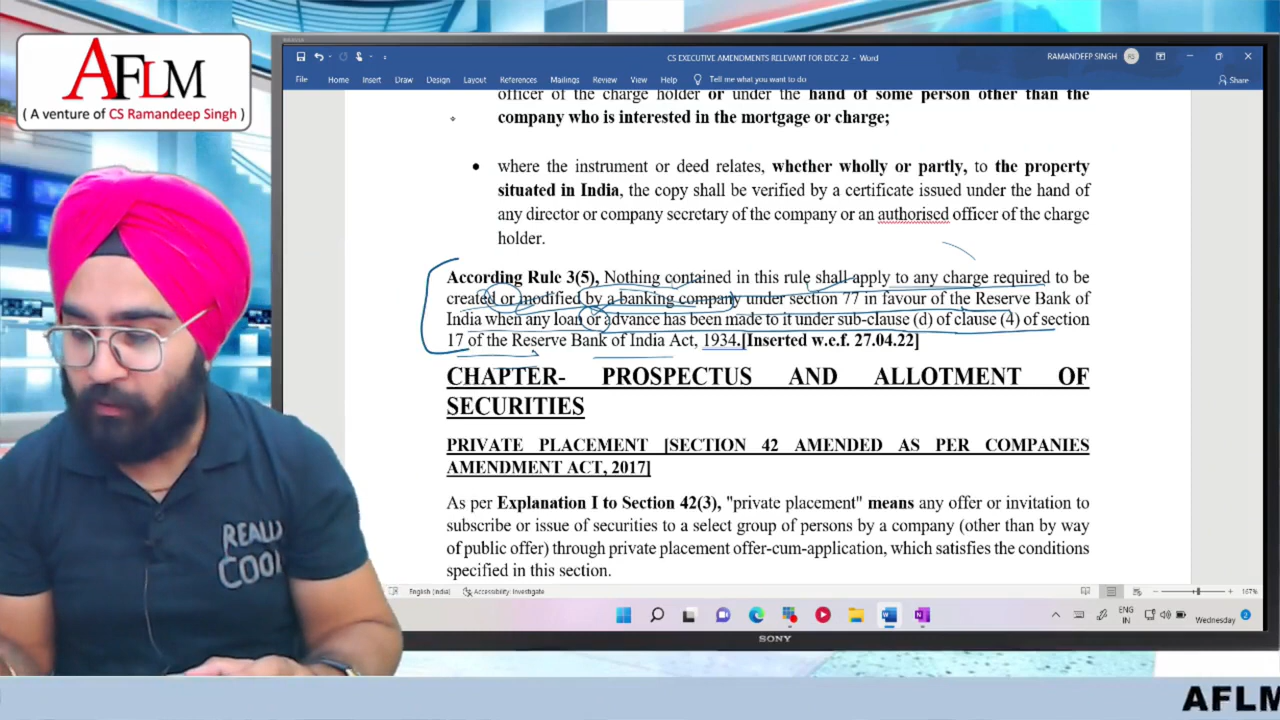 AFLM
( A venture of CS Ramandeep Singh )
CS EXECUTIVE AMENDMENTS RELEVANT FOR DEC 22 - Word
RAMANDEEP SINGH
RS
File Home Insert Draw Design Layout References Mailings Review View Help Tell me what you want to do
Share
officer of the charge holder or under the hand of some person other than the
company who is interested in the mortgage or charge;
• where the instrument or deed relates, whether wholly or partly, to the property
situated in India, the copy shall be verified by a certificate issued under the hand of
any director or company secretary of the company or an authorised officer of the charge
holder.
According Rule 3(5), Nothing contained in this rule shall apply to any charge required to be
created or modified by a banking company under section 77 in favour of the Reserve Bank of
India when any loan or advance has been made to it under sub-clause (d) of clause (4) of section
17 of the Reserve Bank of India Act, 1934.[Inserted w.e.f. 27.04.22]
CHAPTER- PROSPECTUS AND ALLOTMENT OF
SECURITIES
PRIVATE PLACEMENT [SECTION 42 AMENDED AS PER COMPANIES
AMENDMENT ACT, 2017]
As per Explanation I to Section 42(3), "private placement" means any offer or invitation to
subscribe or issue of securities to a select group of persons by a company (other than by way
of public offer) through private placement offer-cum-application, which satisfies the conditions
specified in this section.
English (India) Accessibility: Investigate
167%
ENG
IN
Wednesday
2
SONY
REALLY
COOL
AFLM